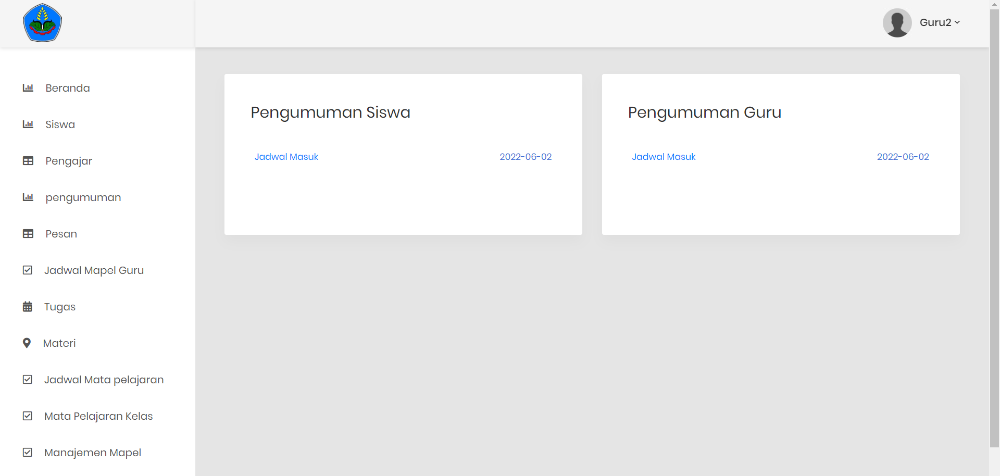 Guru2
Beranda
Siswa
Pengajar
pengumuman
Pesan
Jadwal Mapel Guru
Tugas
Materi
Jadwal Mata pelajaran
Mata Pelajaran Kelas
Manajemen Mapel
Pengumuman Siswa
Jadwal Masuk 2022-06-02
Pengumuman Guru
Jadwal Masuk 2022-06-02